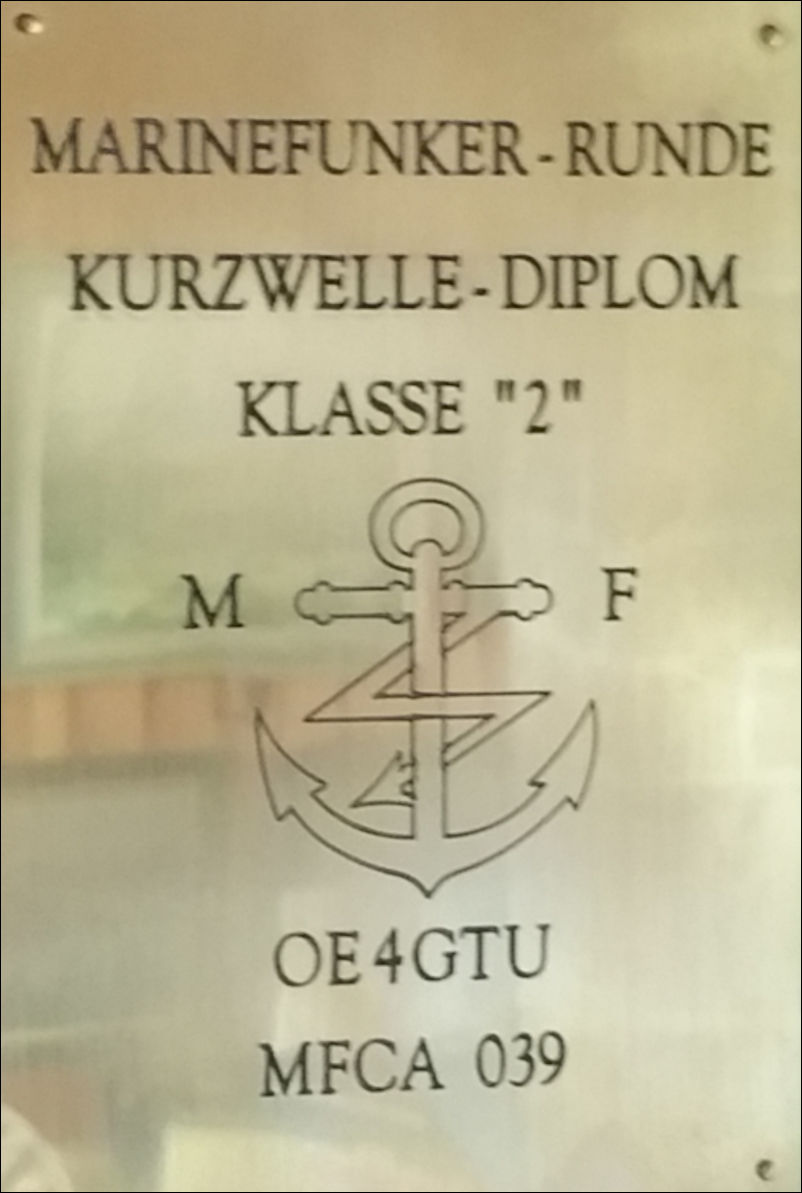 MARINEFUNKER-RUNDE
KURZWELLE-DIPLOM
KLASSE "2"
M F
OE4GTU
MFCA 039